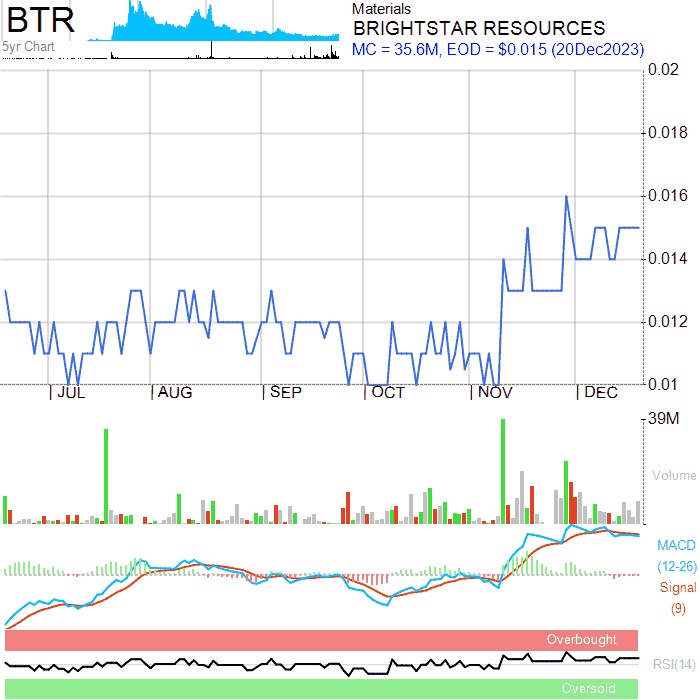 BTR
5yr Chart
Materials
BRIGHTSTAR RESOURCES
MC = 35.6M, EOD = $0.015 (20Dec2023)
0.02
0.018
0.016
0.014
0.012
0.01
JUL AUG SEP OCT NOV DEC
39M
Volume
MACD
(12-26)
Signal
(9)
Overbought
RSI(14)
Oversold